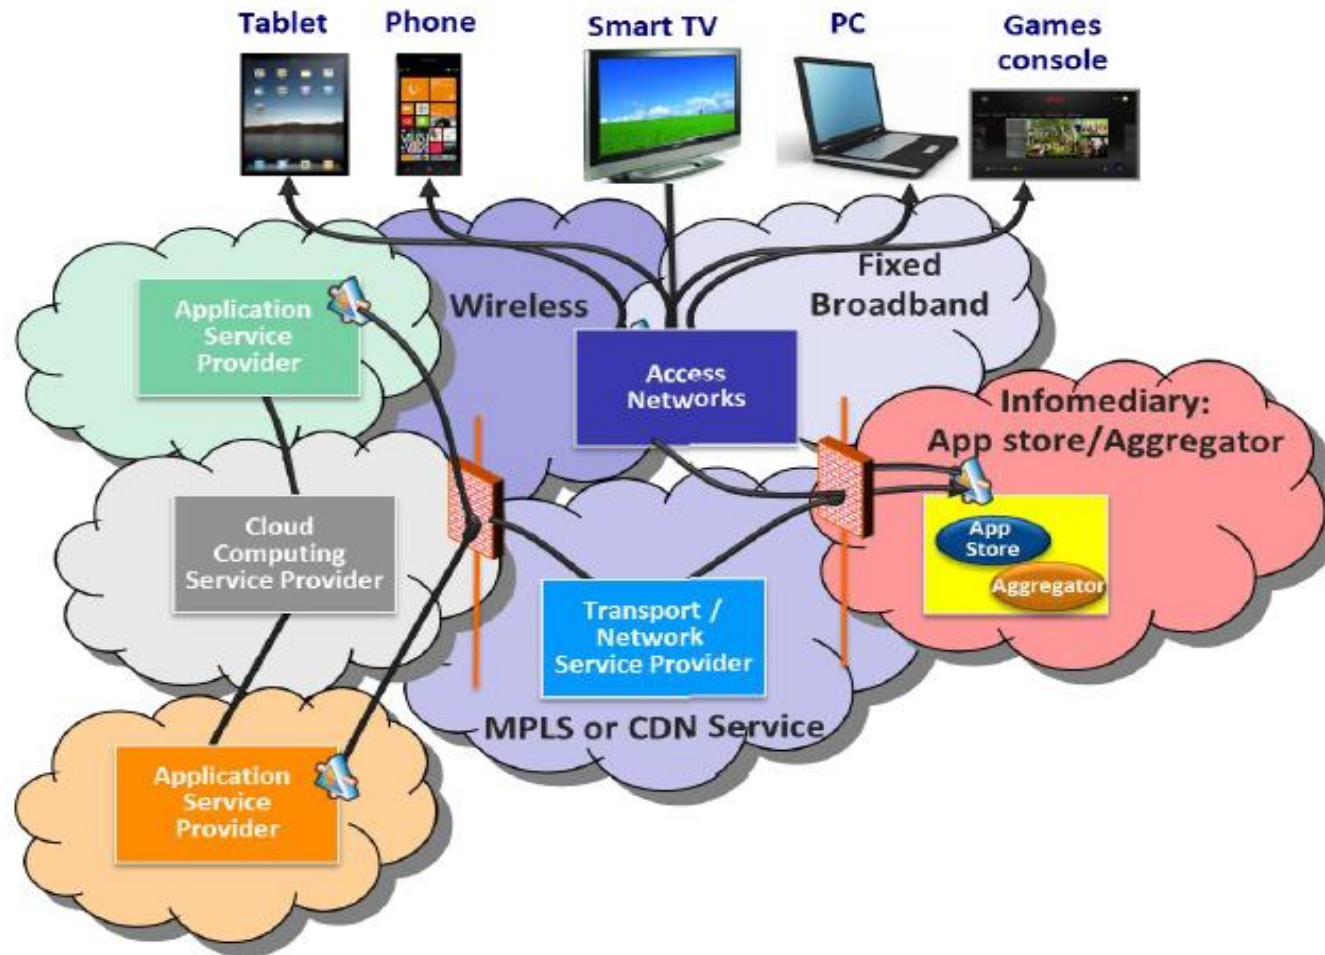 Tablet
Phone
Smart TV
PC
Games
console
Wireless
Fixed
Broadband
Application
Service
Provider
Access
Networks
Infomediary:
App store/Aggregator
Cloud
Computing
Service Provider
App
Store
Aggregator
Transport /
Network
Service Provider
MPLS or CDN Service
Application
Service
Provider